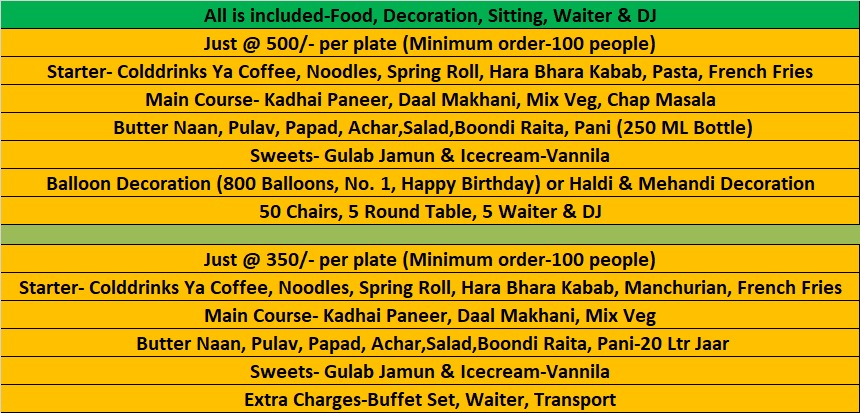 All is included-Food, Decoration, Sitting, Waiter & DJ
Just @ 500/- per plate (Minimum order-100 people)
Starter- Colddrinks Ya Coffee, Noodles, Spring Roll, Hara Bhara Kabab, Pasta, French Fries
Main Course- Kadhai Paneer, Daal Makhani, Mix Veg, Chap Masala
Butter Naan, Pulav, Papad, Achar,Salad,Boondi Raita, Pani (250 ML Bottle)
Sweets- Gulab Jamun & Icecream-Vannila
Balloon Decoration (800 Balloons, No. 1, Happy Birthday) or Haldi & Mehandi Decoration
50 Chairs, 5 Round Table, 5 Waiter & DJ
Just @ 350/- per plate (Minimum order-100 people)
Starter- Colddrinks Ya Coffee, Noodles, Spring Roll, Hara Bhara Kabab, Manchurian, French Fries
Main Course- Kadhai Paneer, Daal Makhani, Mix Veg
Butter Naan, Pulav, Papad, Achar,Salad,Boondi Raita, Pani-20 Ltr Jaar
Sweets- Gulab Jamun & Icecream-Vannila
Extra Charges-Buffet Set, Waiter, Transport